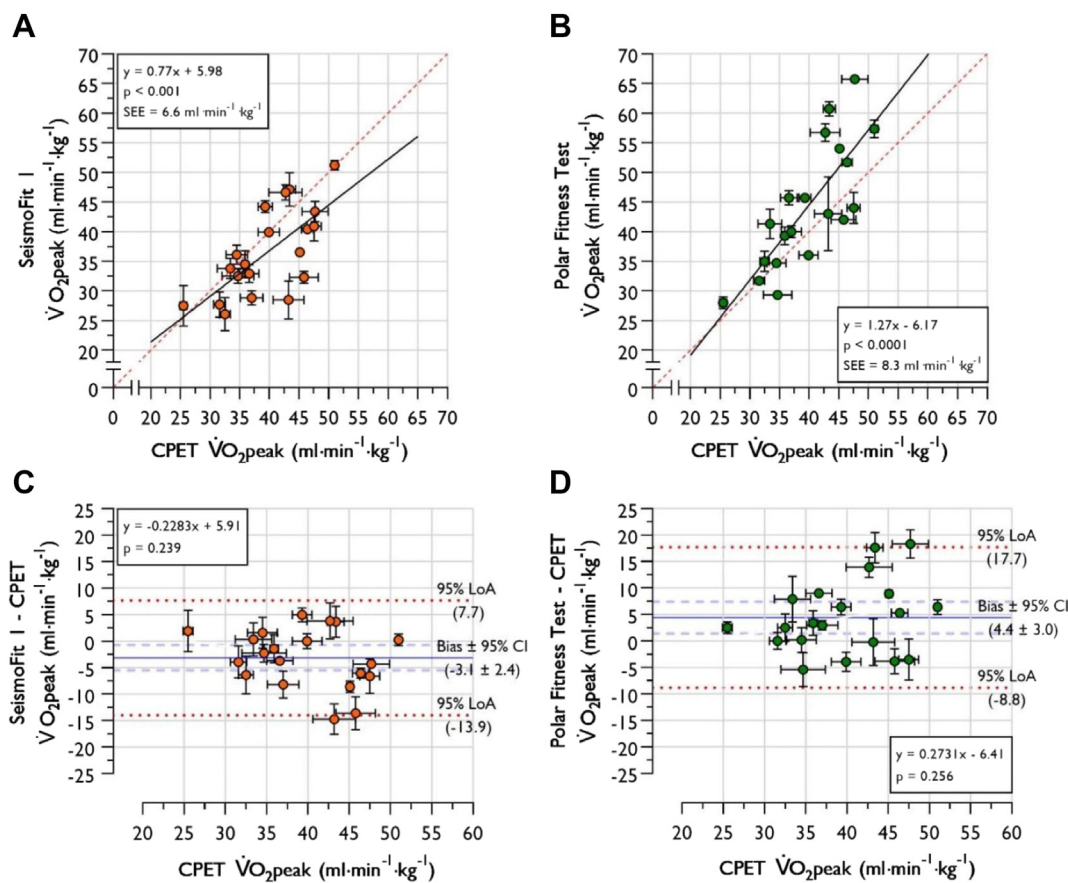 A
70
65
60
55
50
45
40
35
30
25
20
0
SeismoFit 1
V̇O₂peak (ml·min⁻¹·kg⁻¹)
y = 0.77x + 5.98
p < 0.001
SEE = 6.6 ml·min⁻¹·kg⁻¹
0 20 25 30 35 40 45 50 55 60 65 70
CPET V̇O₂peak (ml·min⁻¹·kg⁻¹)
B
70
65
60
55
50
45
40
35
30
25
20
0
Polar Fitness Test
V̇O₂peak (ml·min⁻¹·kg⁻¹)
y = 1.27x - 6.17
p < 0.0001
SEE = 8.3 ml·min⁻¹·kg⁻¹
0 20 25 30 35 40 45 50 55 60 65 70
CPET V̇O₂peak (ml·min⁻¹·kg⁻¹)
C
25
20
15
10
5
0
-5
-10
-15
-20
-25
SeismoFit 1 - CPET
V̇O₂peak (ml·min⁻¹·kg⁻¹)
y = -0.2283x + 5.91
p = 0.239
95% LoA
(7.7)
Bias ± 95% CI
(-3.1 ± 2.4)
95% LoA
(-13.9)
20 25 30 35 40 45 50 55 60
CPET V̇O₂peak (ml·min⁻¹·kg⁻¹)
D
25
20
15
10
5
0
-5
-10
-15
-20
-25
Polar Fitness Test - CPET
V̇O₂peak (ml·min⁻¹·kg⁻¹)
95% LoA
(17.7)
Bias ± 95% CI
(4.4 ± 3.0)
95% LoA
(-8.8)
y = 0.2731x - 6.41
p = 0.256
20 25 30 35 40 45 50 55 60
CPET V̇O₂peak (ml·min⁻¹·kg⁻¹)